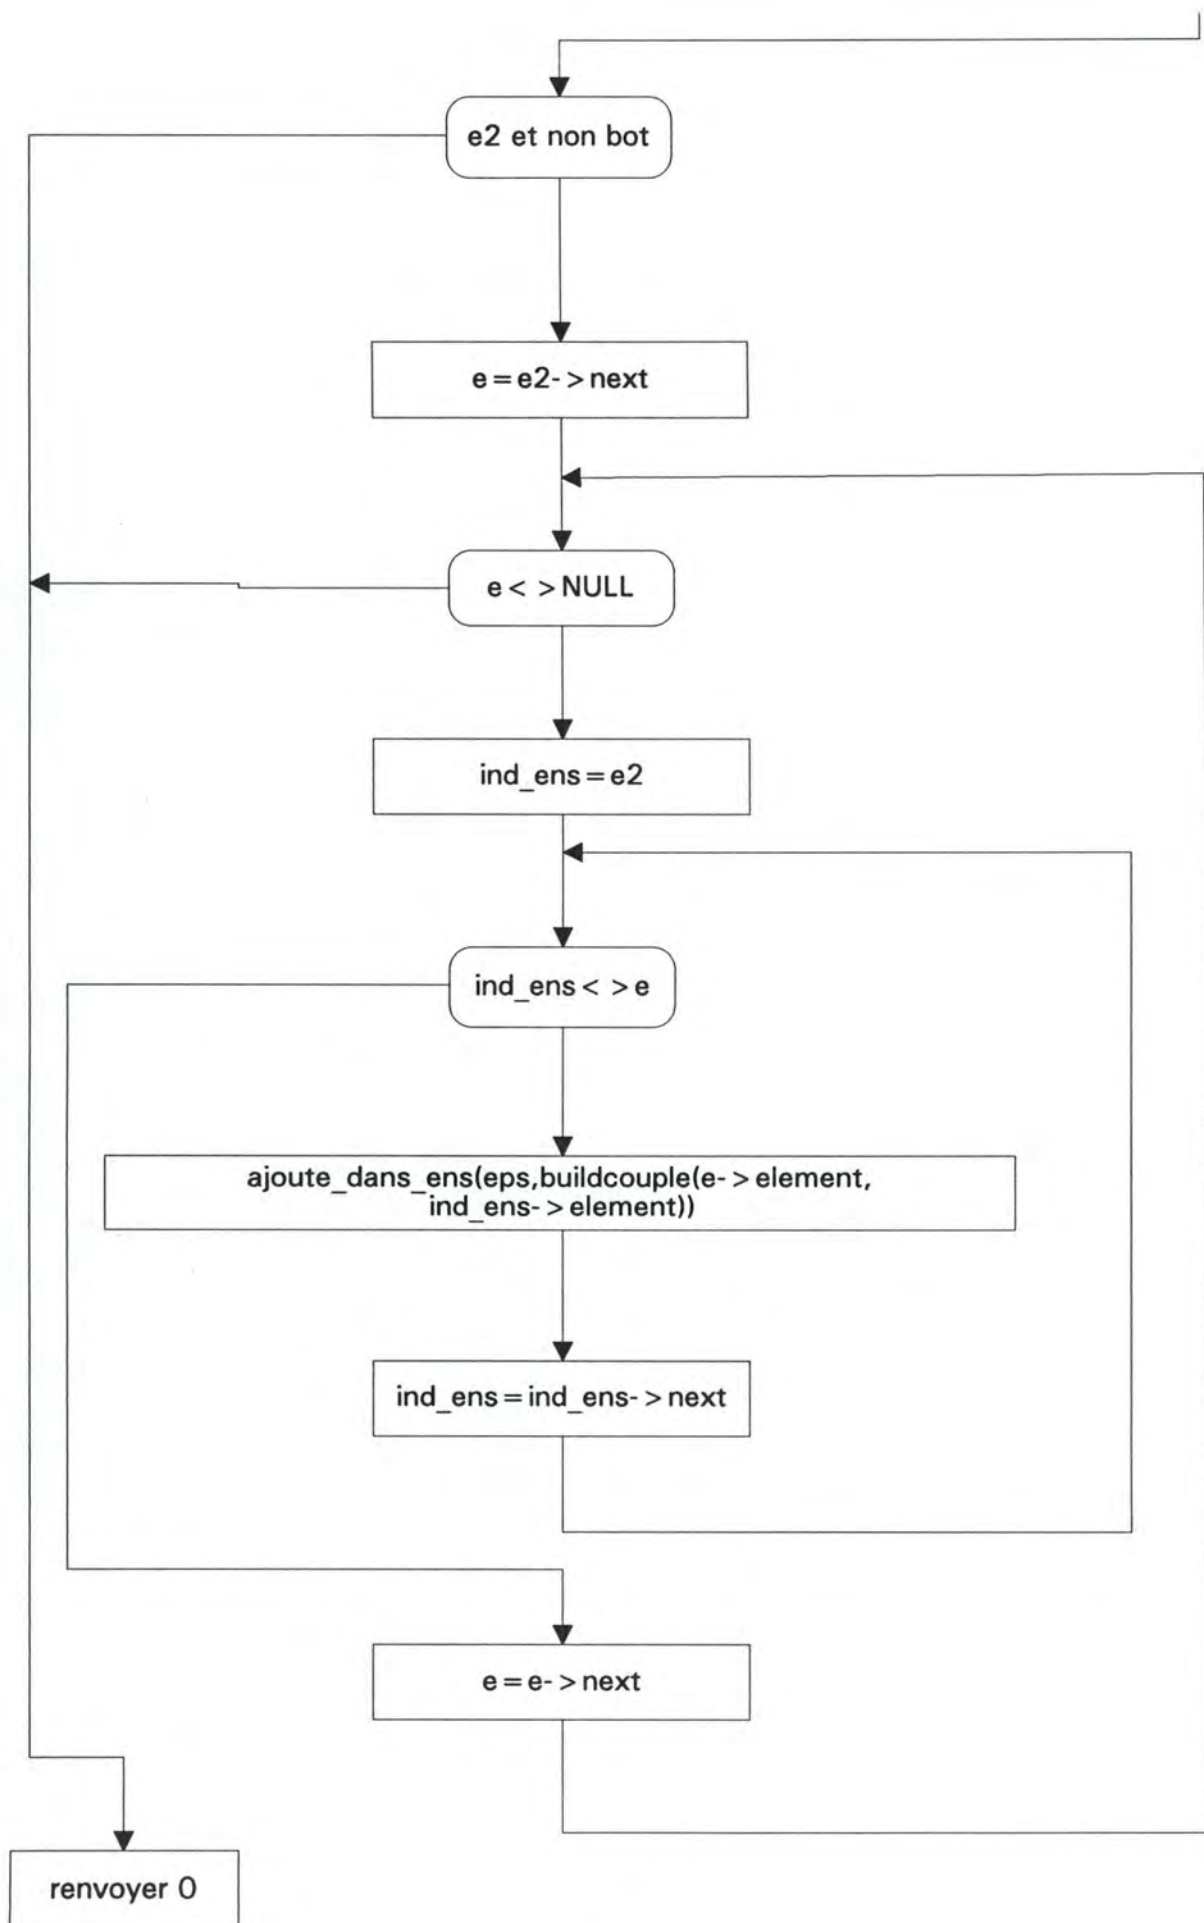 e2 et non bot
e=e2->next
e< >NULL
ind_ens=e2
ind_ens< >e
ajoute_dans_ens(eps,buildcouple(e->element,
ind_ens->element))
ind_ens=ind_ens->next
e=e->next
renvoyer 0